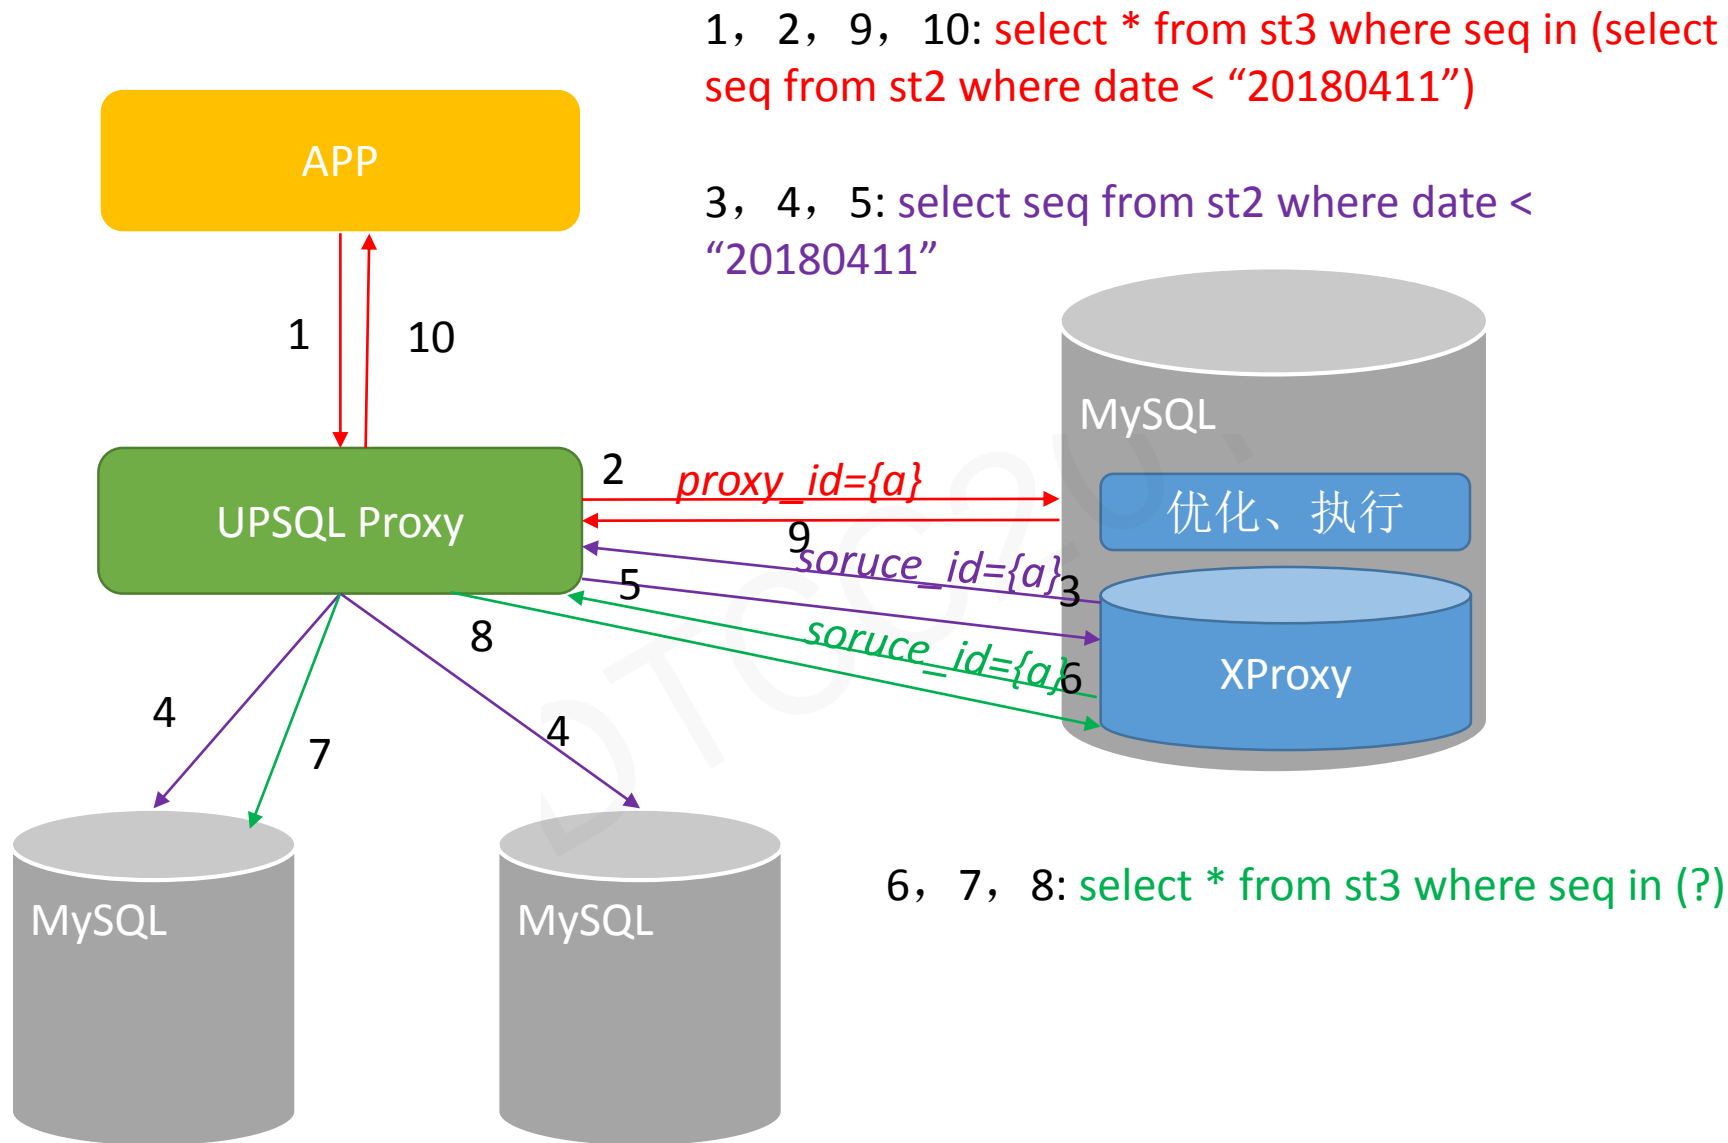 1，2，9，10: select * from st3 where seq in (select
seq from st2 where date < “20180411”)
APP
3，4，5: select seq from st2 where date <
“20180411”
1
10
MySQL
2
proxy_id={a}
优化、执行
UPSQL Proxy
9
soruce_id={a}
5
3
8
soruce_id={a}
6
XProxy
4
7
4
6，7，8: select * from st3 where seq in (?)
MySQL
MySQL